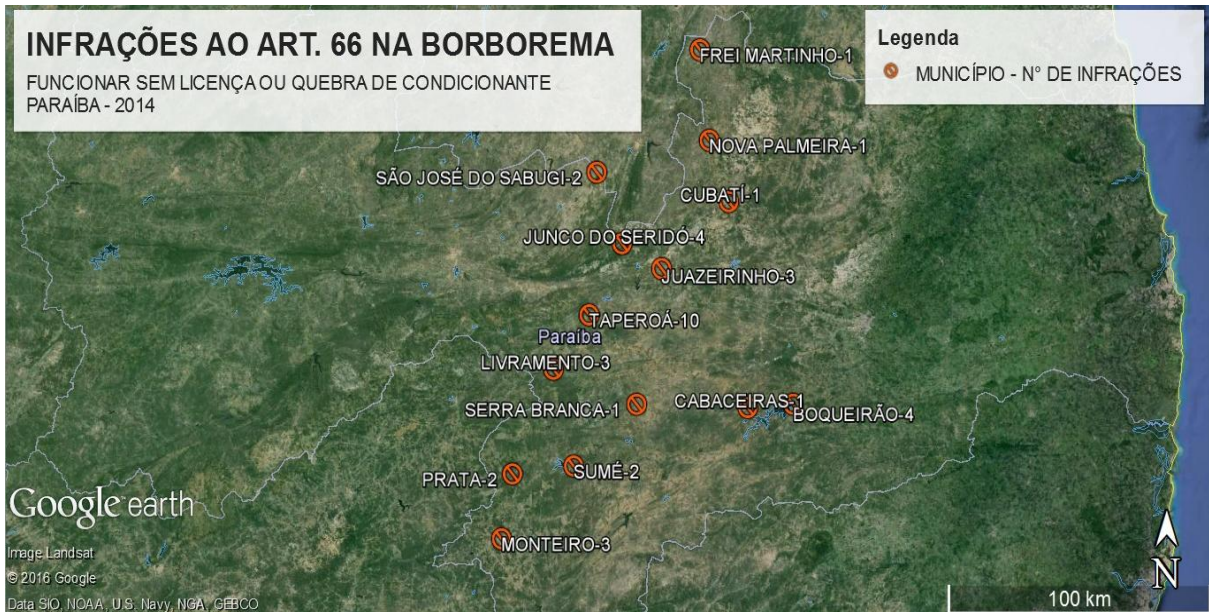 INFRAÇÕES AO ART. 66 NA BORBOREMA
FUNCIONAR SEM LICENÇA OU QUEBRA DE CONDICIONANTE
PARAÍBA - 2014
Legenda
MUNICÍPIO - N° DE INFRAÇÕES
FREI MARTINHO-1
NOVA PALMEIRA-1
SÃO JOSÉ DO SABUGI-2
CUBATÍ-1
JUNCO DO SERIDÓ-4
JUAZEIRINHO-3
TAPEROÁ-10
Paraíba
LIVRAMENTO-3
SERRA BRANCA-1
CABACEIRAS-1
BOQUEIRÃO-4
PRATA-2
SUMÉ-2
MONTEIRO-3
Google earth
Image Landsat
© 2016 Google
Data SIO, NOAA, U.S. Navy, NGA, GEBCO
N
100 km